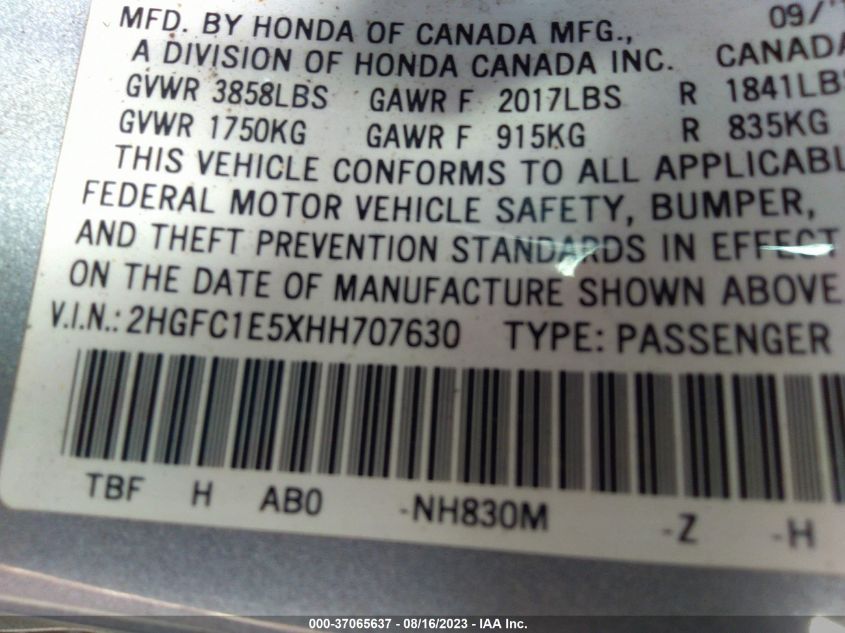 MFD. BY HONDA OF CANADA MFG., 09/
A DIVISION OF HONDA CANADA INC. CANADA
GVWR 3858LBS GAWR F 2017LBS R 1841LBS
GVWR 1750KG GAWR F 915KG R 835KG
THIS VEHICLE CONFORMS TO ALL APPLICABL
FEDERAL MOTOR VEHICLE SAFETY, BUMPER,
AND THEFT PREVENTION STANDARDS IN EFFECT
ON THE DATE OF MANUFACTURE SHOWN ABOVE
V.I.N.: 2HGFC1E5XHH707630 TYPE: PASSENGER
TBF H AB0 -NH830M -Z -H
000-37065637 - 08/16/2023 - IAA Inc.